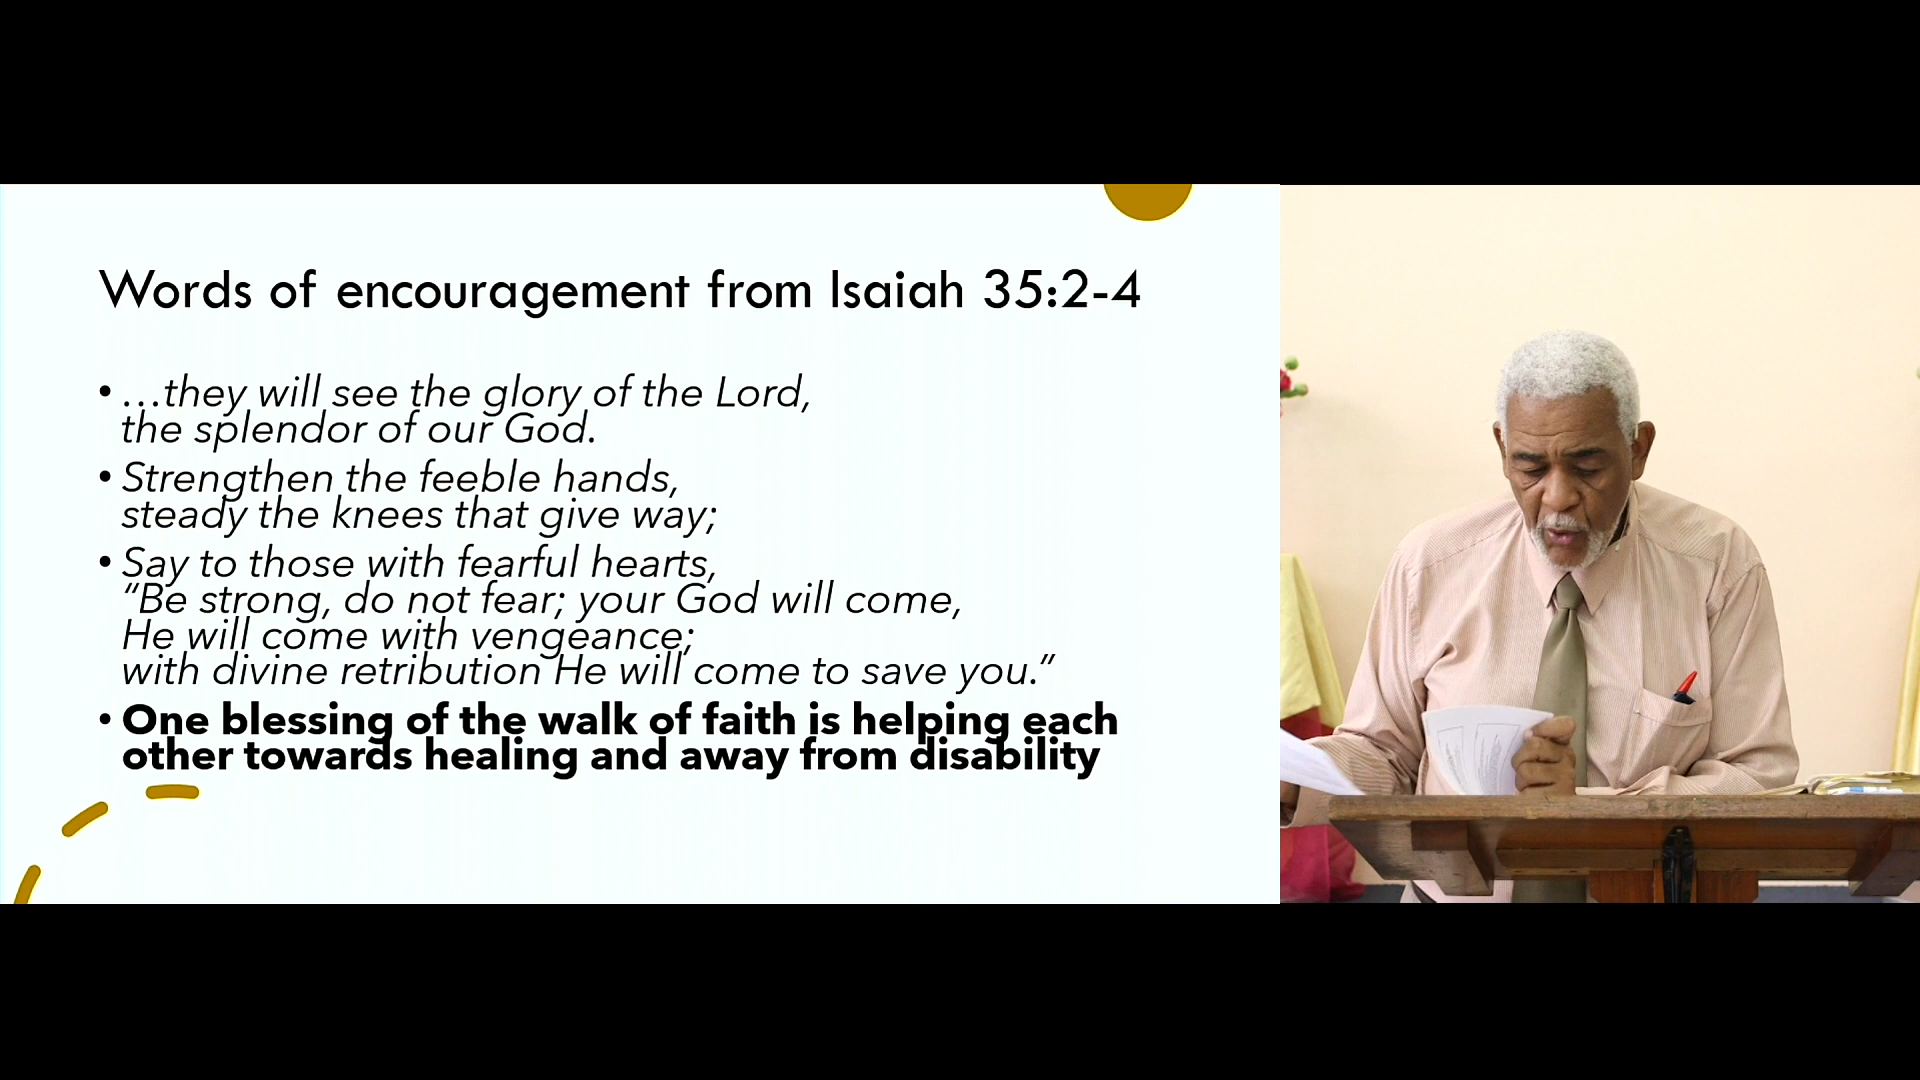 Words of encouragement from Isaiah 35:2-4
• …they will see the glory of the Lord,
the splendor of our God.
• Strengthen the feeble hands,
steady the knees that give way;
• Say to those with fearful hearts,
“Be strong, do not fear; your God will come,
He will come with vengeance;
with divine retribution He will come to save you.”
• One blessing of the walk of faith is helping each
other towards healing and away from disability